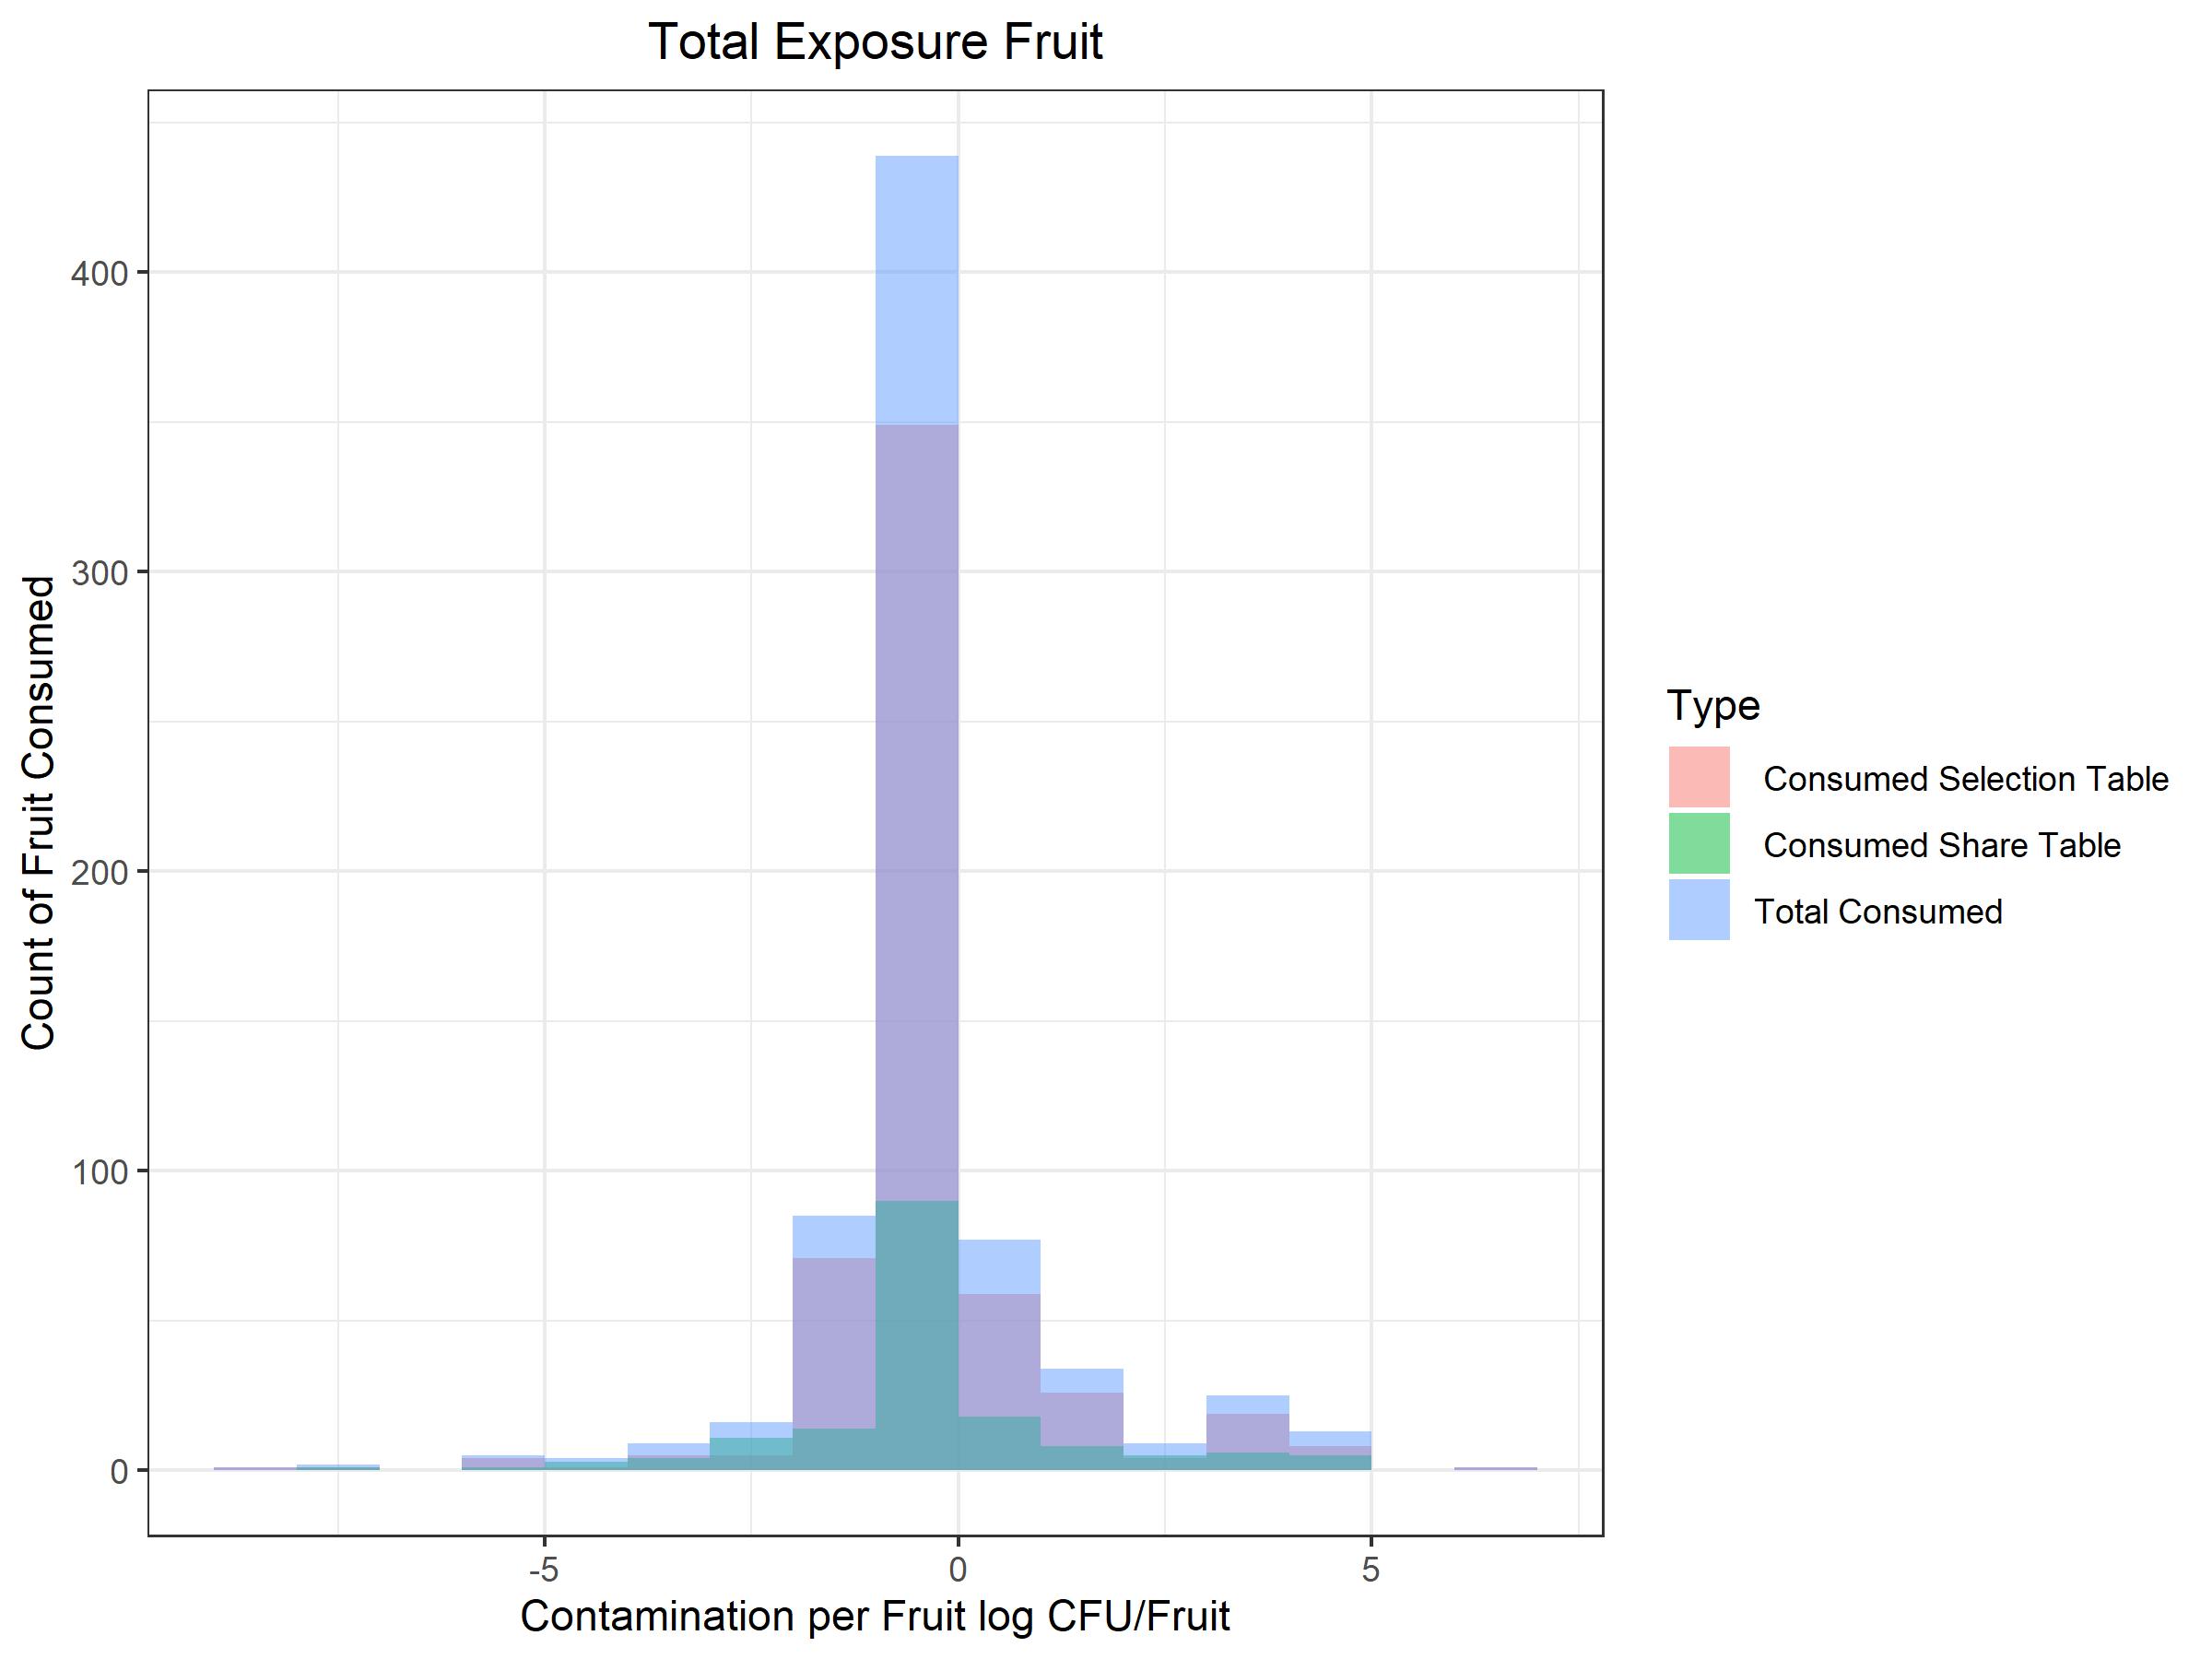 Total Exposure Fruit
Count of Fruit Consumed
400
300
200
100
0
-5
0
5
Contamination per Fruit log CFU/Fruit
Type
Consumed Selection Table
Consumed Share Table
Total Consumed